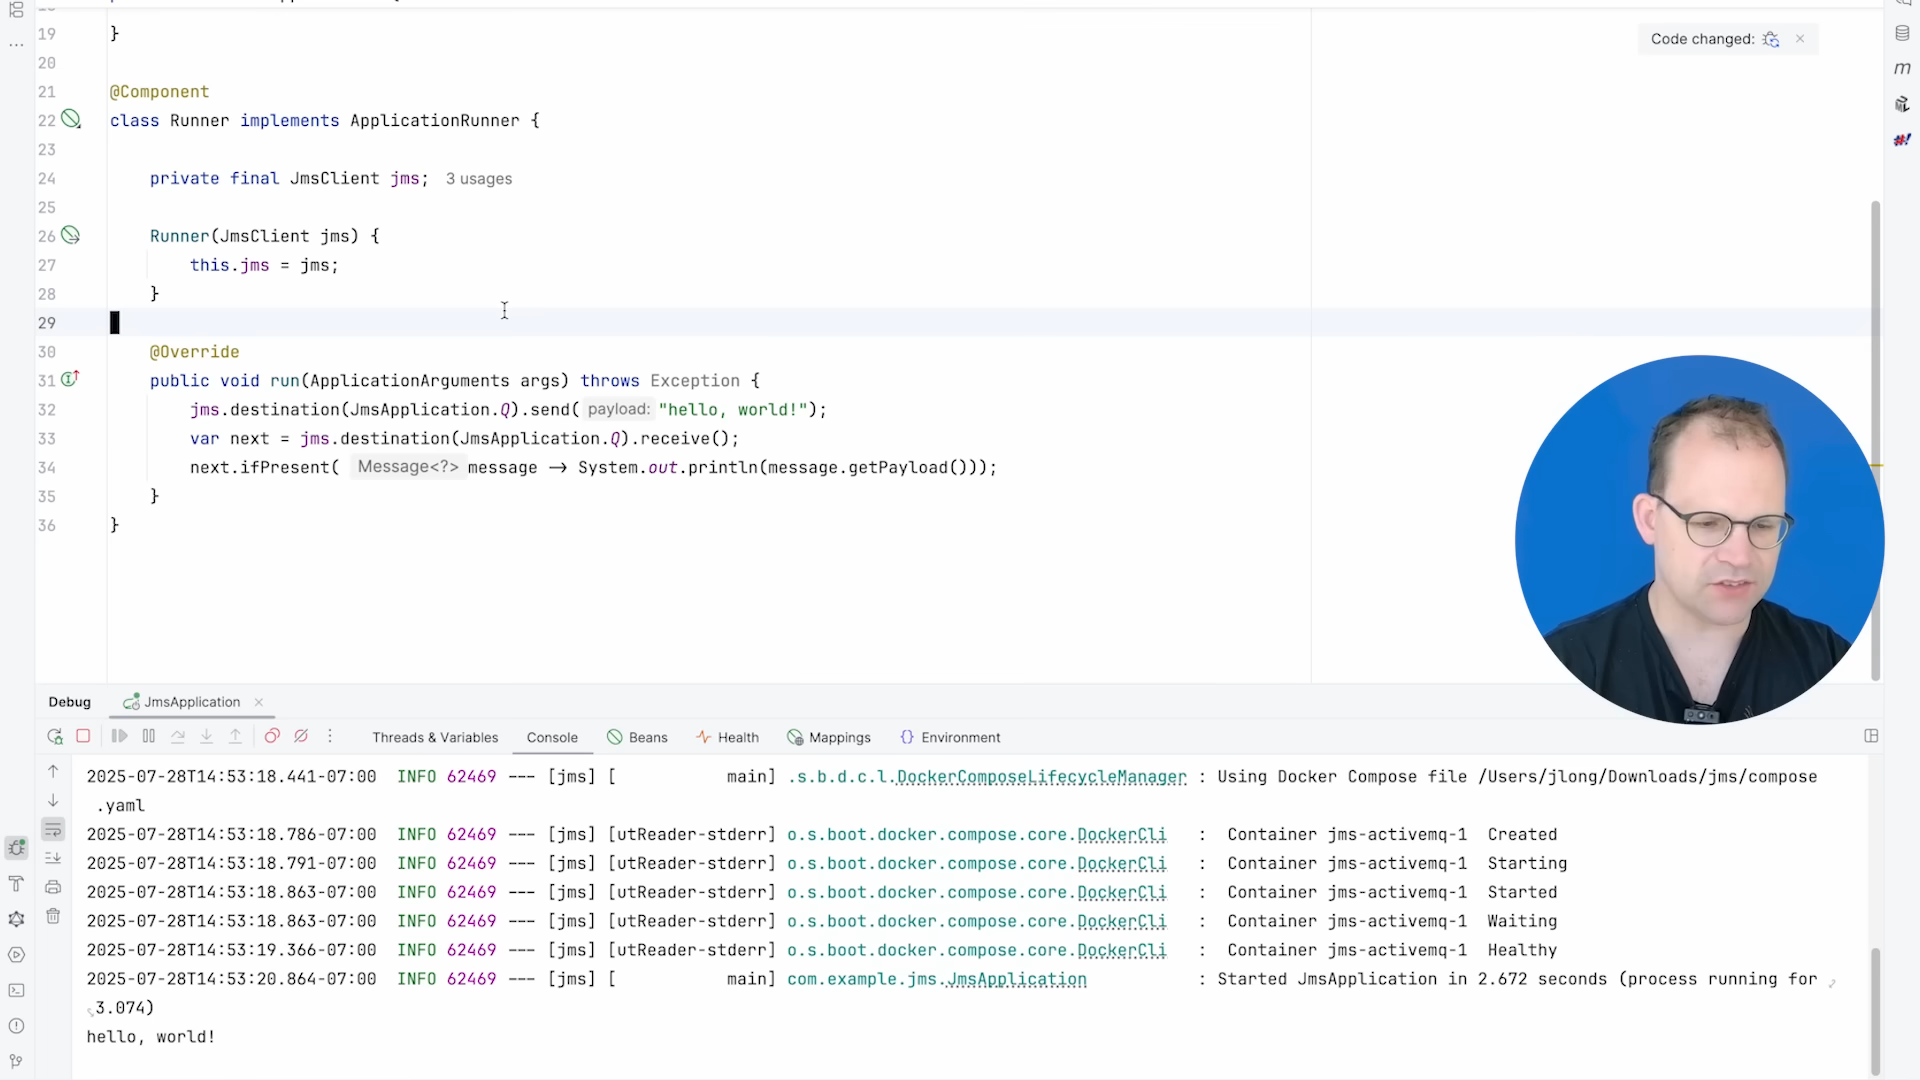 19 }
Code changed:
20
21 @Component
22 class Runner implements ApplicationRunner {
23
24 private final JmsClient jms; 3 usages
25
26 Runner(JmsClient jms) {
27 this.jms = jms;
28 }
29
30 @Override
31 public void run(ApplicationArguments args) throws Exception {
32 jms.destination(JmsApplication.Q).send( payload: "hello, world!");
33 var next = jms.destination(JmsApplication.Q).receive();
34 next.ifPresent( Message<?> message → System.out.println(message.getPayload()));
35 }
36 }
Debug JmsApplication
Threads & Variables Console Beans Health Mappings Environment
2025-07-28T14:53:18.441-07:00 INFO 62469 --- [jms] [ main] .s.b.d.c.l.DockerComposeLifecycleManager : Using Docker Compose file /Users/jlong/Downloads/jms/compose
.yaml
2025-07-28T14:53:18.786-07:00 INFO 62469 --- [jms] [utReader-stderr] o.s.boot.docker.compose.core.DockerCli : Container jms-activemq-1 Created
2025-07-28T14:53:18.791-07:00 INFO 62469 --- [jms] [utReader-stderr] o.s.boot.docker.compose.core.DockerCli : Container jms-activemq-1 Starting
2025-07-28T14:53:18.863-07:00 INFO 62469 --- [jms] [utReader-stderr] o.s.boot.docker.compose.core.DockerCli : Container jms-activemq-1 Started
2025-07-28T14:53:18.863-07:00 INFO 62469 --- [jms] [utReader-stderr] o.s.boot.docker.compose.core.DockerCli : Container jms-activemq-1 Waiting
2025-07-28T14:53:19.366-07:00 INFO 62469 --- [jms] [utReader-stderr] o.s.boot.docker.compose.core.DockerCli : Container jms-activemq-1 Healthy
2025-07-28T14:53:20.864-07:00 INFO 62469 --- [jms] [ main] com.example.jms.JmsApplication : Started JmsApplication in 2.672 seconds (process running for
3.074)
hello, world!